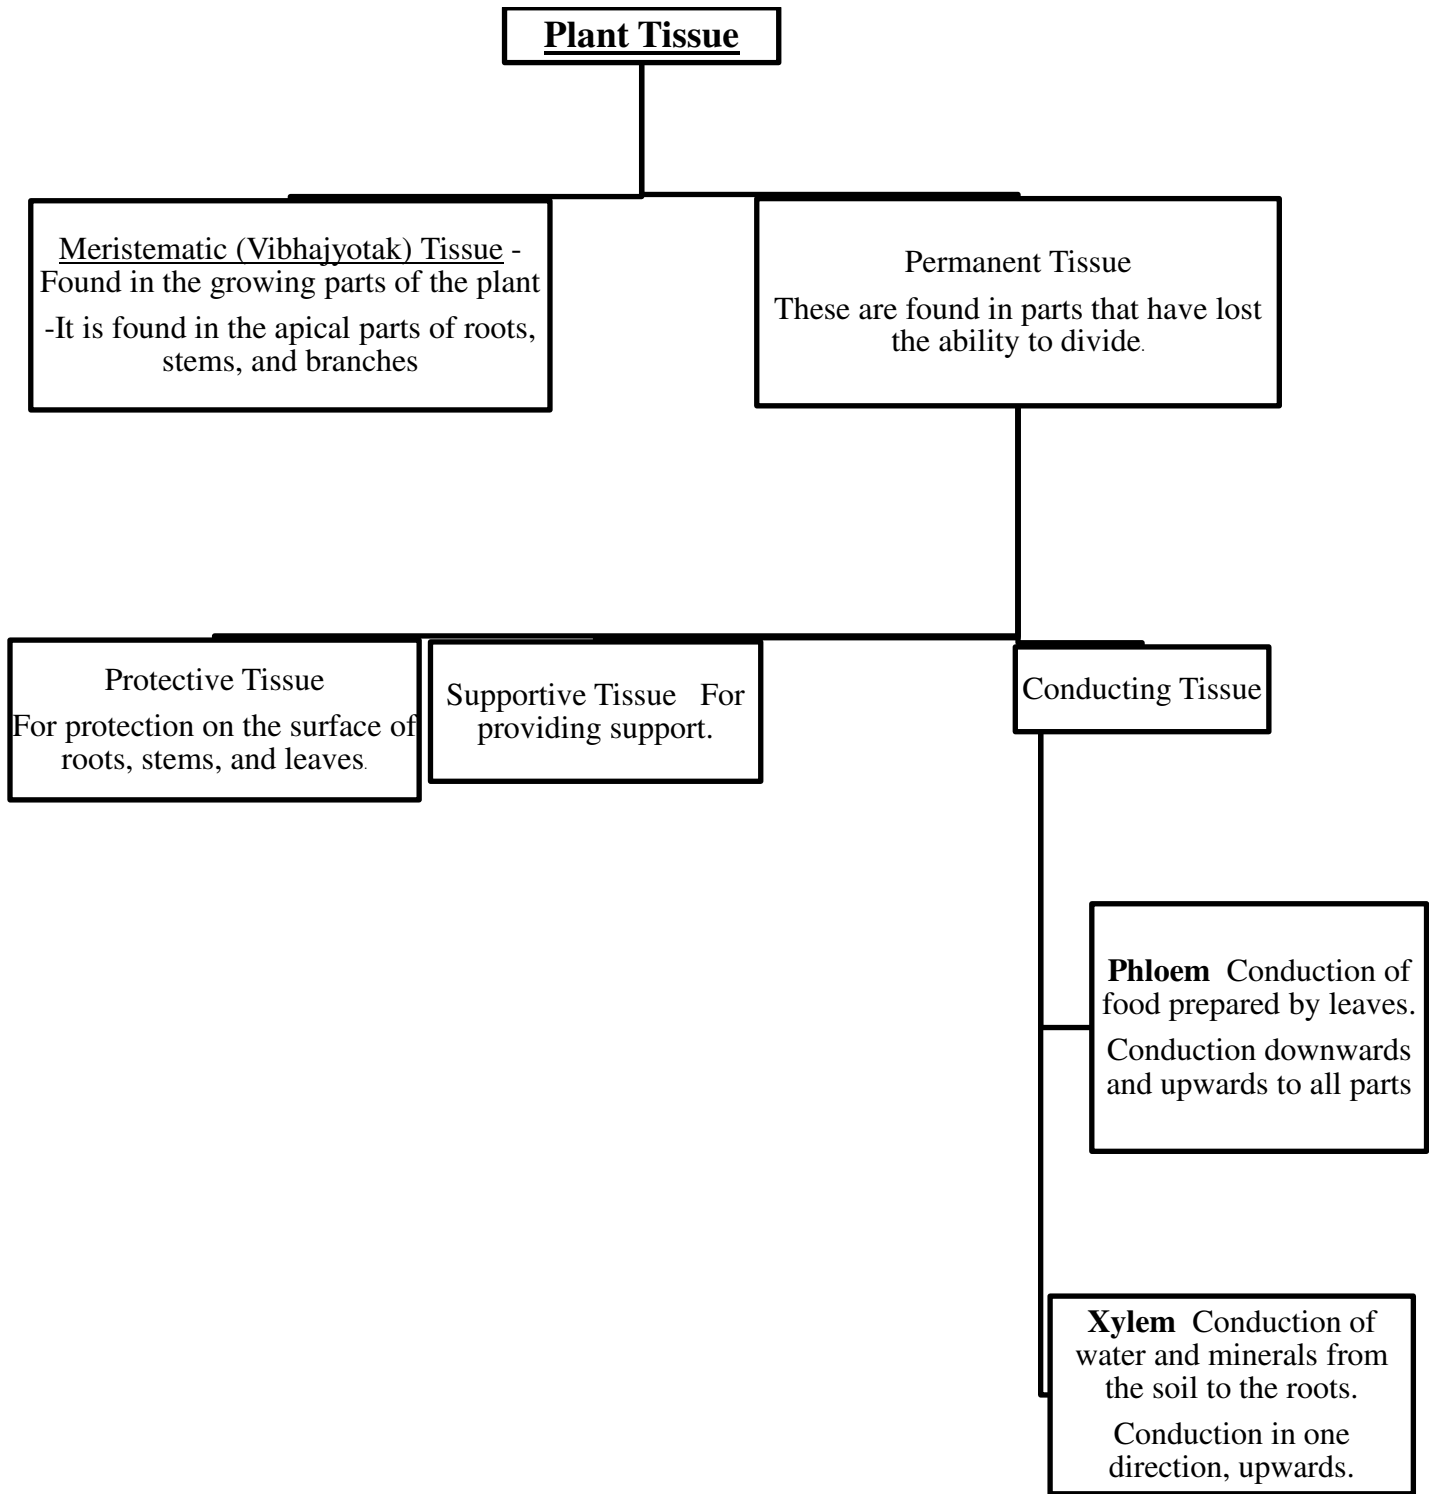 Plant Tissue
Meristematic (Vibhajyotak) Tissue -
Found in the growing parts of the plant
-It is found in the apical parts of roots,
stems, and branches
Permanent Tissue
These are found in parts that have lost
the ability to divide.
Protective Tissue
For protection on the surface of
roots, stems, and leaves.
Supportive Tissue For
providing support.
Conducting Tissue
Phloem Conduction of
food prepared by leaves.
Conduction downwards
and upwards to all parts
Xylem Conduction of
water and minerals from
the soil to the roots.
Conduction in one
direction, upwards.